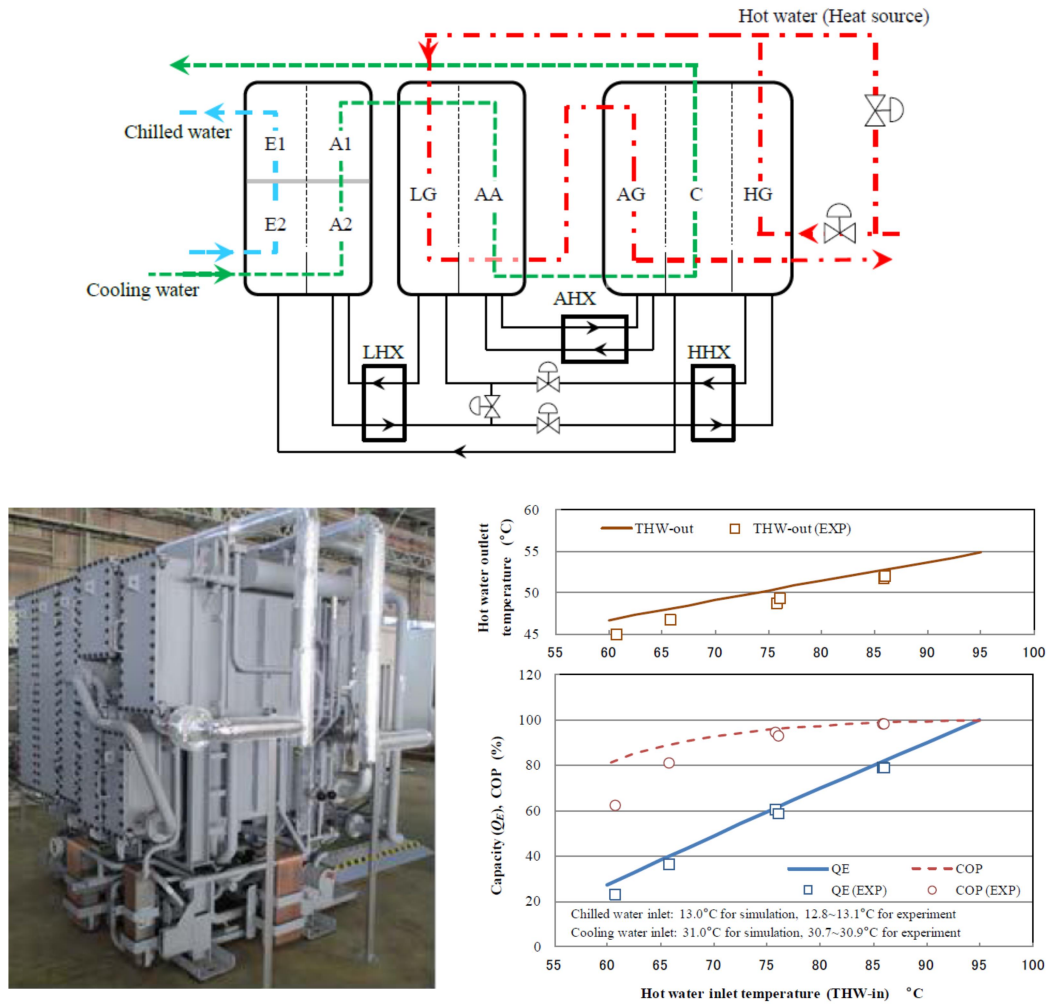 Hot water (Heat source)
Chilled water
E1
A1
LG
AA
AG
C
HG
E2
A2
Cooling water
AHX
LHX
HHX
Hot water outlett
temperature (°C)
60
55
50
45
THW-out
THW-out (EXP)
55
60
65
70
75
80
85
90
95
100
Capacity (QE), COP (%)
120
100
80
60
40
20
0
QE
COP
QE (EXP)
COP (EXP)
Chilled water inlet: 13.0°C for simulation, 12.8~13.1°C for experiment
Cooling water inlet: 31.0°C for simulation, 30.7~30.9°C for experiment
55
60
65
70
75
80
85
90
95
100
Hot water inlet temperature (THW-in) °C